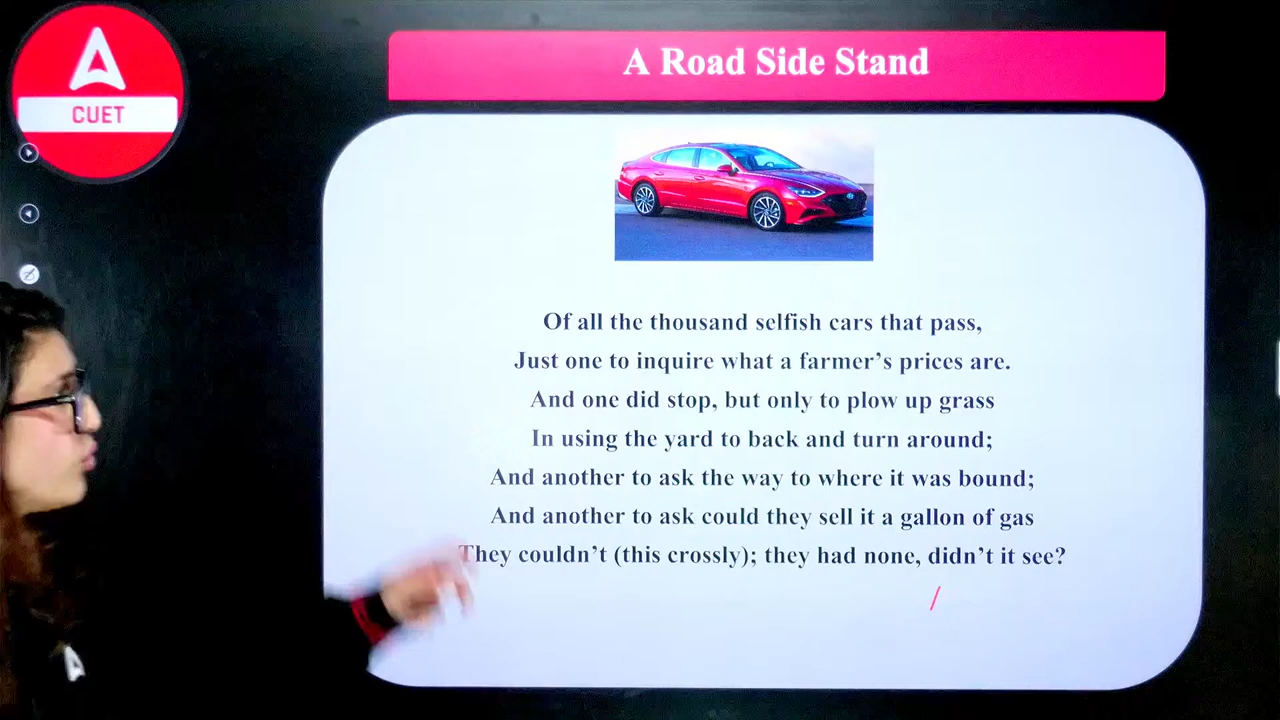 CUET
A Road Side Stand
Of all the thousand selfish cars that pass,
Just one to inquire what a farmer's prices are.
And one did stop, but only to plow up grass
In using the yard to back and turn around;
And another to ask the way to where it was bound;
And another to ask could they sell it a gallon of gas
They couldn't (this crossly); they had none, didn't it see?